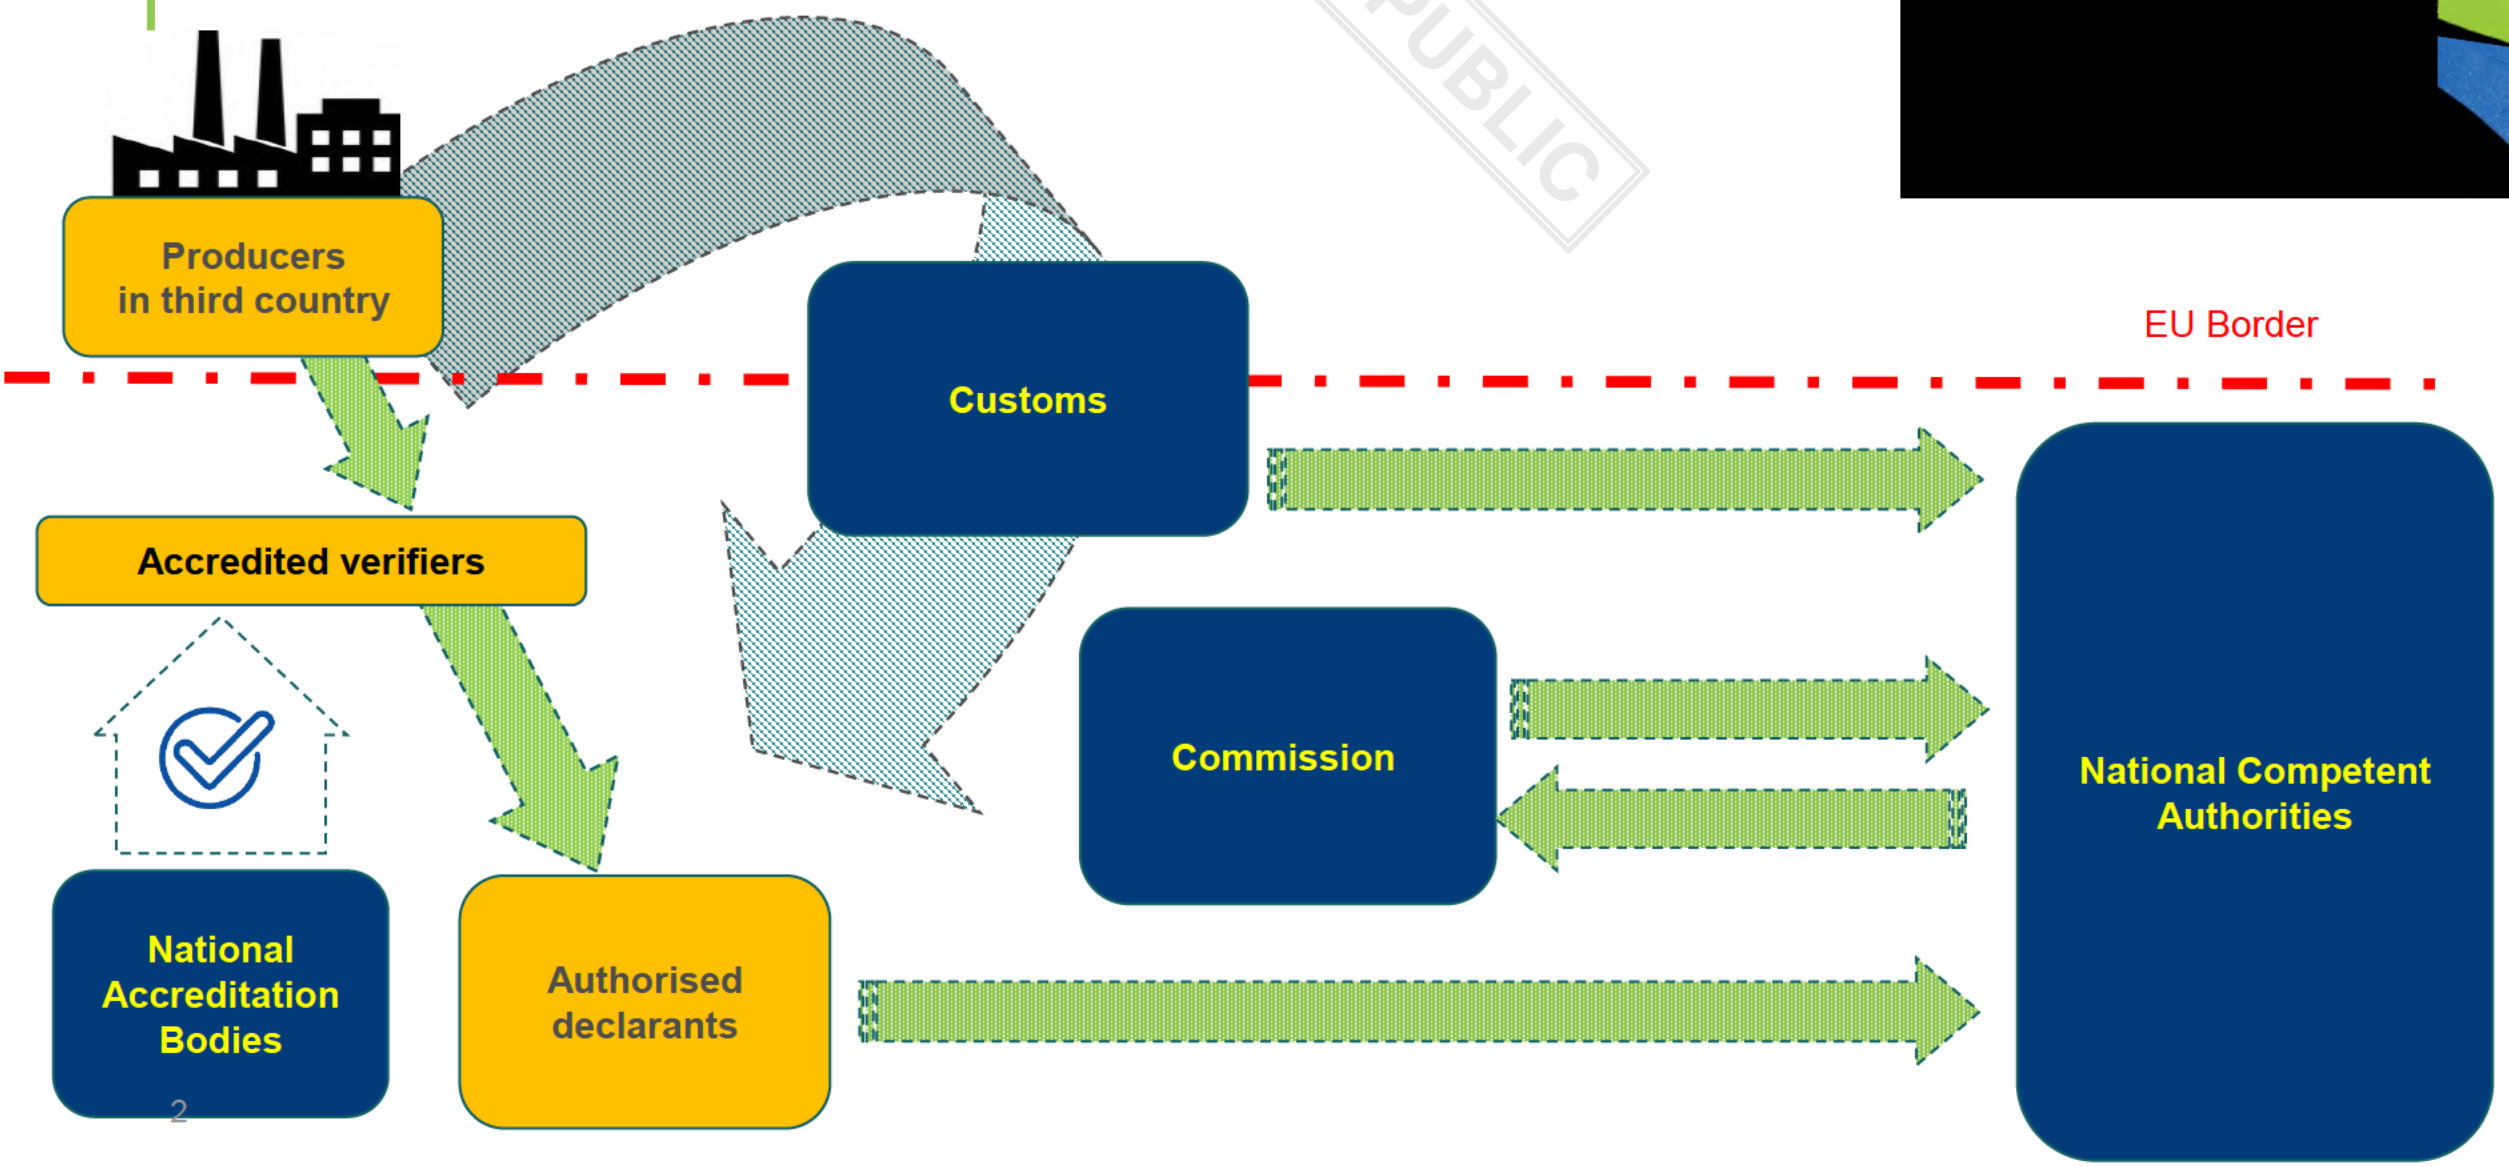 PUBLIC
Producers
in third country
EU Border
Customs
Accredited verifiers
Commission
National Competent
Authorities
National
Accreditation
Bodies
Authorised
declarants
2